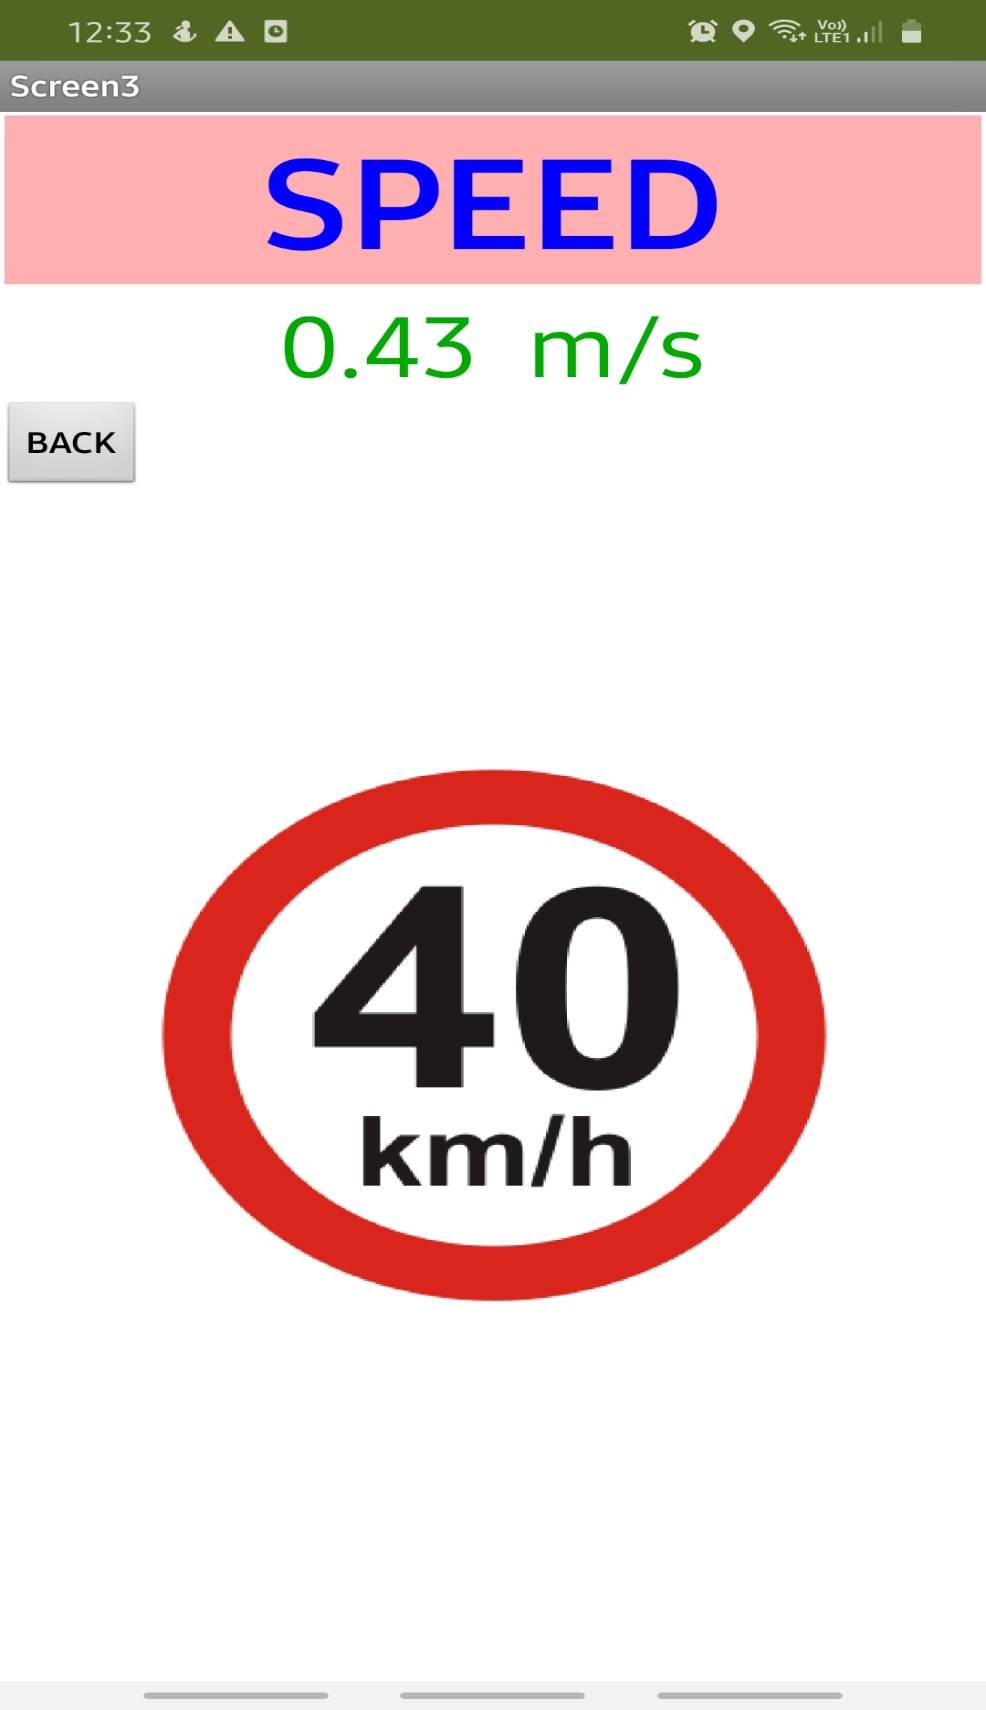 12:33 Vo)) LTE1
Screen3
SPEED
0.43 m/s
BACK
40
km/h